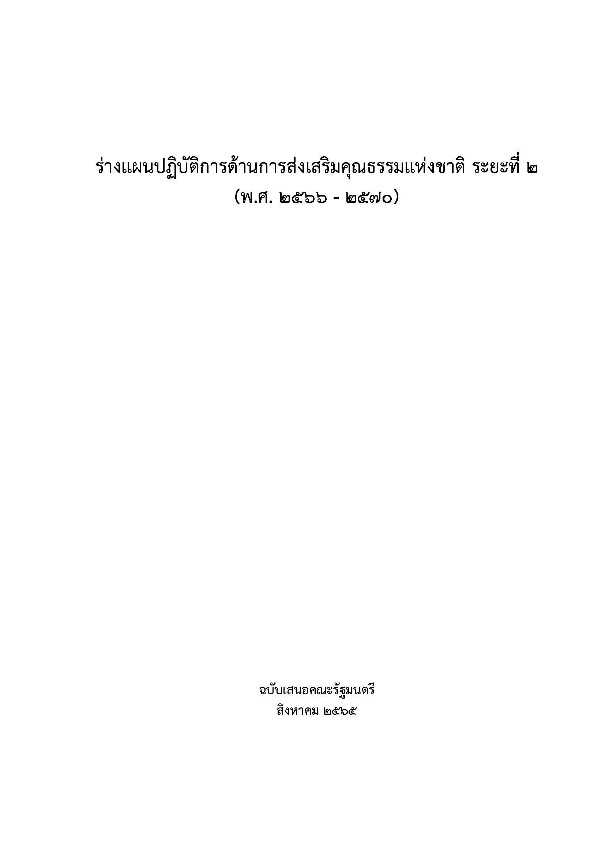 ร่างแผนปฏิบัติการด้านการส่งเสริมคุณธรรมแห่งชาติ ระยะที่ ๒
(พ.ศ. ๒๕๖๖ - ๒๕๗๐)
ฉบับเสนอคณะรัฐมนตรี
สิงหาคม ๒๕๖๕